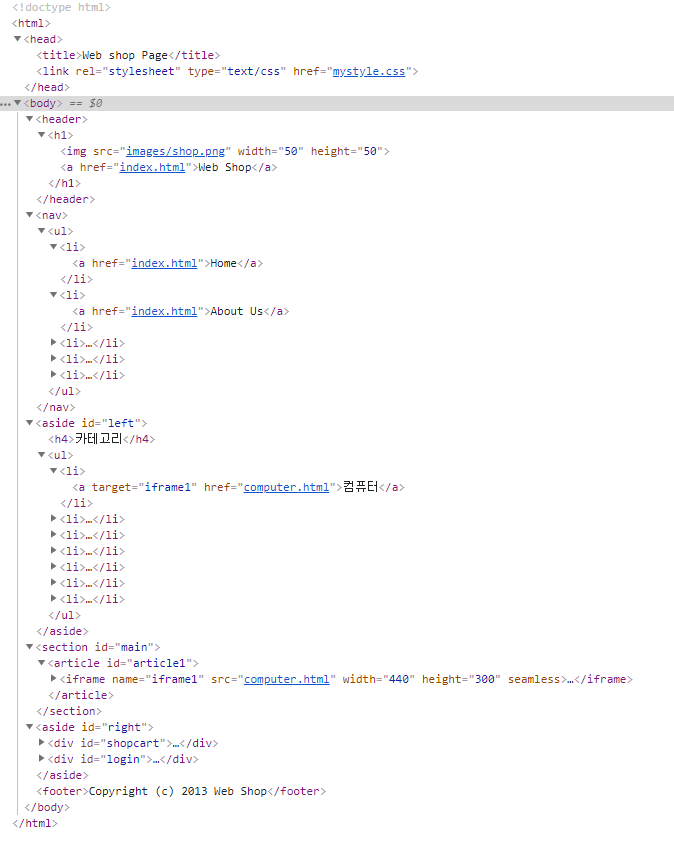 <!doctype html>
<html>
<head>
<title>Web shop Page</title>
<link rel="stylesheet" type="text/css" href="mystyle.css">
</head>
…<body> == $0
<header>
<h1>
<img src="images/shop.png" width="50" height="50">
<a href="index.html">Web Shop</a>
</h1>
</header>
<nav>
<ul>
<li>
<a href="index.html">Home</a>
</li>
<li>
<a href="index.html">About Us</a>
</li>
<li>…</li>
<li>…</li>
<li>…</li>
</ul>
</nav>
<aside id="left">
<h4>카테고리</h4>
<ul>
<li>
<a target="iframe1" href="computer.html">컴퓨터</a>
</li>
<li>…</li>
<li>…</li>
<li>…</li>
<li>…</li>
<li>…</li>
<li>…</li>
</ul>
</aside>
<section id="main">
<article id="article1">
<iframe name="iframe1" src="computer.html" width="440" height="300" seamless>…</iframe>
</article>
</section>
<aside id="right">
<div id="shopcart">…</div>
<div id="login">…</div>
</aside>
<footer>Copyright (c) 2013 Web Shop</footer>
</body>
</html>